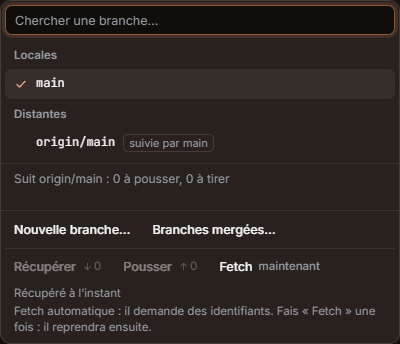 Chercher une branche...
Locales
main
Distantes
origin/main suivie par main
Suit origin/main : 0 à pousser, 0 à tirer
Nouvelle branche... Branches mergées...
Récupérer ↓ 0 Pousser ↑ 0 Fetch maintenant
Récupéré à l'instant
Fetch automatique : il demande des identifiants. Fais « Fetch » une
fois : il reprendra ensuite.